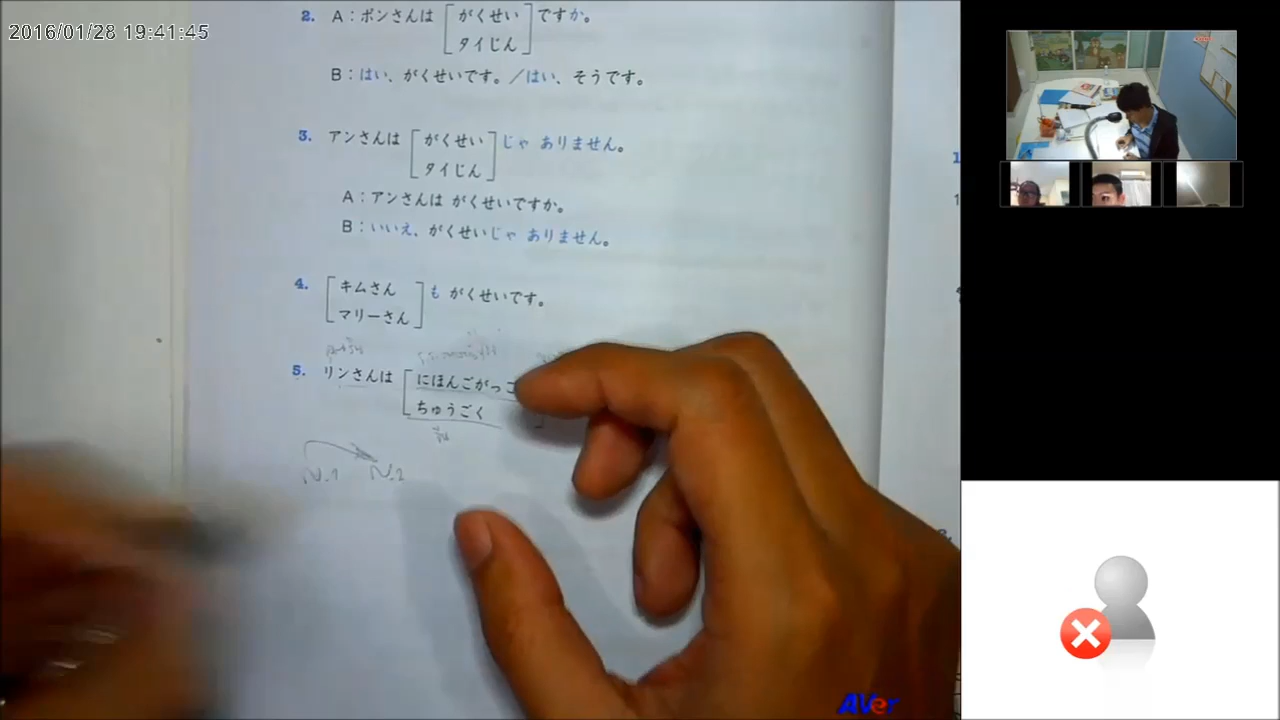 2016/01/28 19:41:45
2. A：ポンさんは [がくせい
タイじん] ですか。
B：はい、がくせいです。／はい、そうです。
3. アンさんは [がくせい
タイじん] じゃ ありません。
A：アンさんは がくせいですか。
B：いいえ、がくせいじゃ ありません。
4. [キムさん
マリーさん] も がくせいです。
5. リンさんは [にほんごがっこ
ちゅうごく
N.1 N.2
AVer